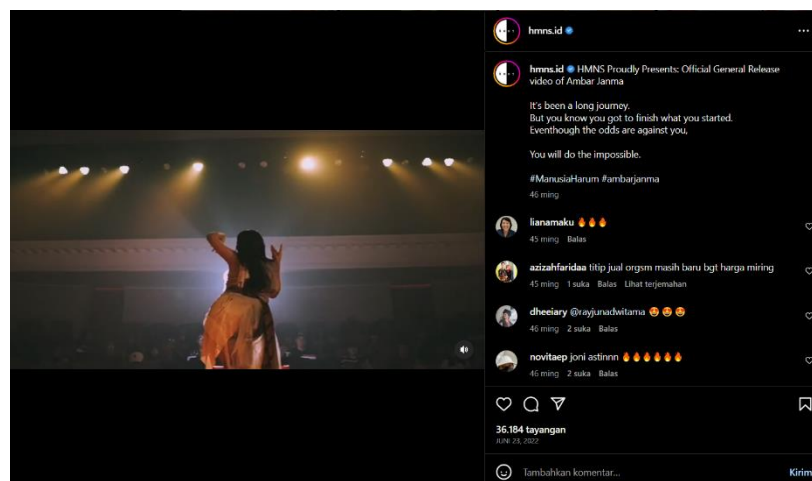 hmns.id
hmns.id HMNS Proudly Presents: Official General Release
video of Ambar Janma
It's been a long journey.
But you know you got to finish what you started.
Eventhough the odds are against you,
You will do the impossible.
#ManusiaHarum #ambarjanma
46 ming
lianamaku 🔥🔥🔥
45 ming Balas
azizahfaridaa titip jual orgsm masih baru bgt harga miring
45 ming 1 suka Balas Lihat terjemahan
dheeiary @rayjunadwitama 😍😍😍
46 ming 2 suka Balas
novitaep joni astinnn 🔥🔥🔥🔥🔥🔥
46 ming 2 suka Balas
36.184 tayangan
JUNI 23, 2022
Tambahkan komentar...
Kirim